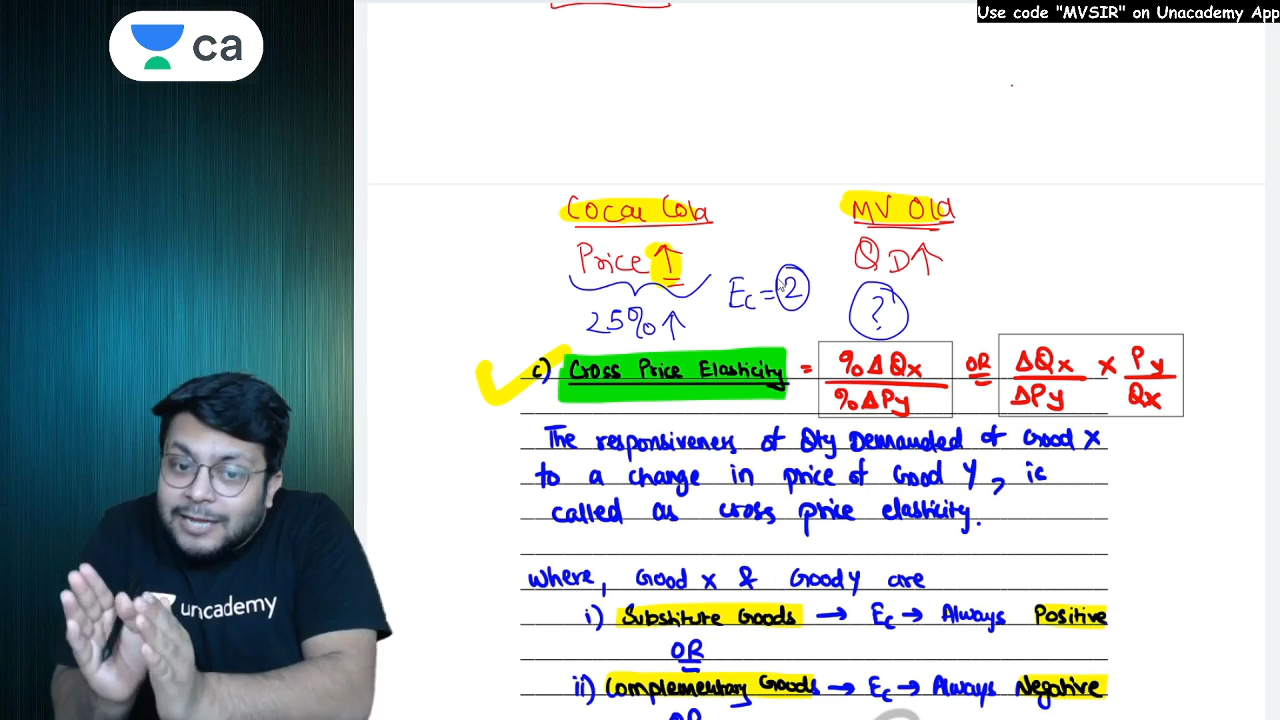 Use code "MVSIR" on Unacademy App
ca
COCaα Cola MV Old
Price ↑ QD↑
Ec = 2
25% ↑ ?
c) Cross Price Elasticity = %ΔQx / %ΔPy OR ΔQx / ΔPy × Py / Qx
The responsiveness of Qty Demanded of Good X
to a change in price of Good Y, is
called as cross price elasticity.
where, Good x & Good y are
i) Substitute Goods → Ec → Always Positive
OR
ii) Complementary Goods → Ec → Always Negative
OR
unacademy